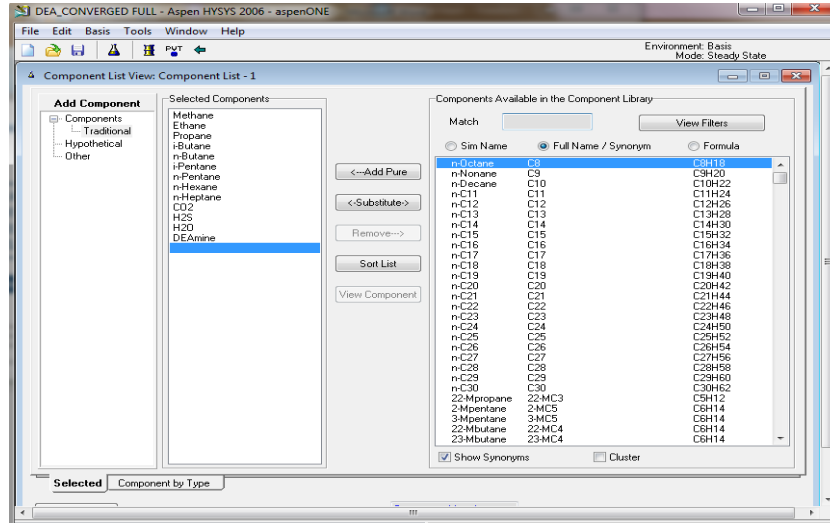 DEA_CONVERGED FULL - Aspen HYSYS 2006 - aspenONE
File Edit Basis Tools Window Help
PVT
Environment: Basis
Mode: Steady State
Component List View: Component List - 1
Add Component
Components
Traditional
Hypothetical
Other
Selected Components
Methane
Ethane
Propane
i-Butane
n-Butane
i-Pentane
n-Pentane
n-Hexane
n-Heptane
CO2
H2S
H2O
DEAmine
<---Add Pure
<-Substitute->
Remove--->
Sort List
View Component
Components Available in the Component Library
Match
View Filters
Sim Name Full Name / Synonym Formula
n-Octane C8 C8H18
n-Nonane C9 C9H20
n-Decane C10 C10H22
n-C11 C11 C11H24
n-C12 C12 C12H26
n-C13 C13 C13H28
n-C14 C14 C14H30
n-C15 C15 C15H32
n-C16 C16 C16H34
n-C17 C17 C17H36
n-C18 C18 C18H38
n-C19 C19 C19H40
n-C20 C20 C20H42
n-C21 C21 C21H44
n-C22 C22 C22H46
n-C23 C23 C23H48
n-C24 C24 C24H50
n-C25 C25 C25H52
n-C26 C26 C26H54
n-C27 C27 C27H56
n-C28 C28 C28H58
n-C29 C29 C29H60
n-C30 C30 C30H62
22-Mpropane 22-MC3 C5H12
2-Mpentane 2-MC5 C6H14
3-Mpentane 3-MC5 C6H14
22-Mbutane 22-MC4 C6H14
23-Mbutane 23-MC4 C6H14
Show Synonyms Cluster
Selected Component by Type